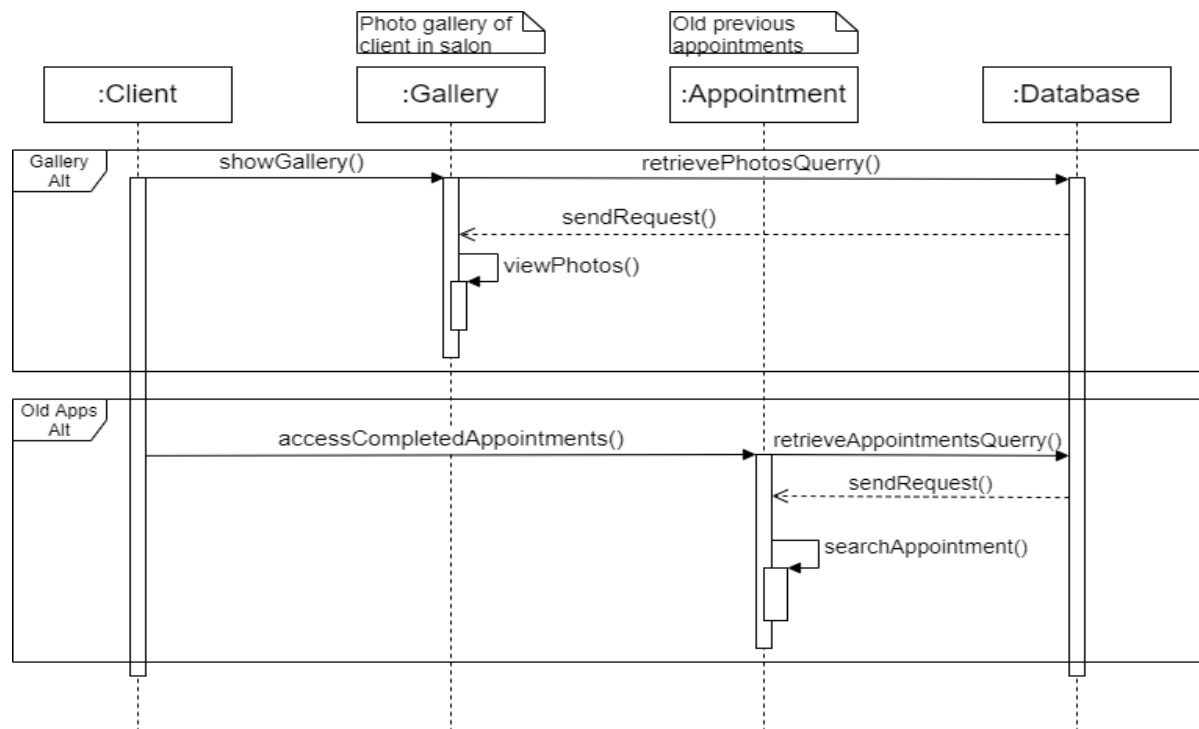 Photo gallery of
client in salon
Old previous
appointments
:Client
:Gallery
:Appointment
:Database
Gallery
Alt
showGallery()
retrievePhotosQuerry()
sendRequest()
viewPhotos()
Old Apps
Alt
accessCompletedAppointments()
retrieveAppointmentsQuerry()
sendRequest()
searchAppointment()